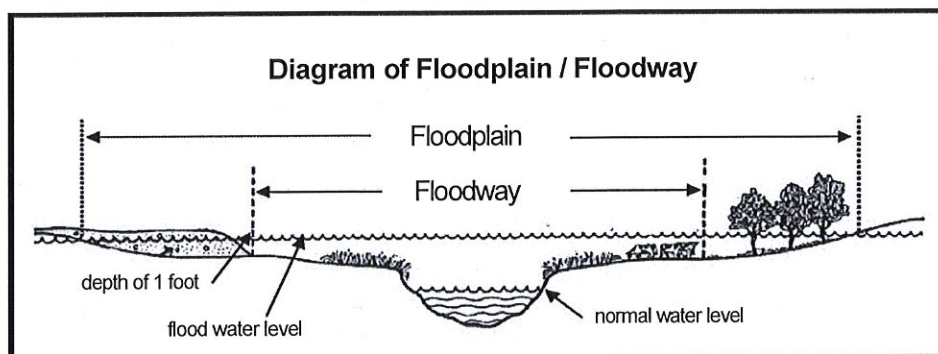 Diagram of Floodplain / Floodway
Floodplain
Floodway
depth of 1 foot
flood water level
normal water level